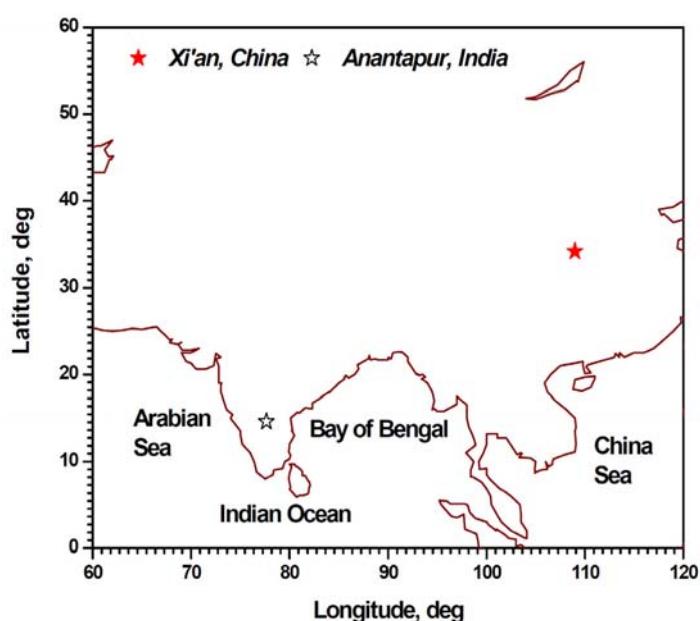 60
Xi'an, China Anantapur, India
50
40
30
20
10
0
Latitude, deg
Arabian
Sea
Bay of Bengal
China
Sea
Indian Ocean
60 70 80 90 100 110 120
Longitude, deg